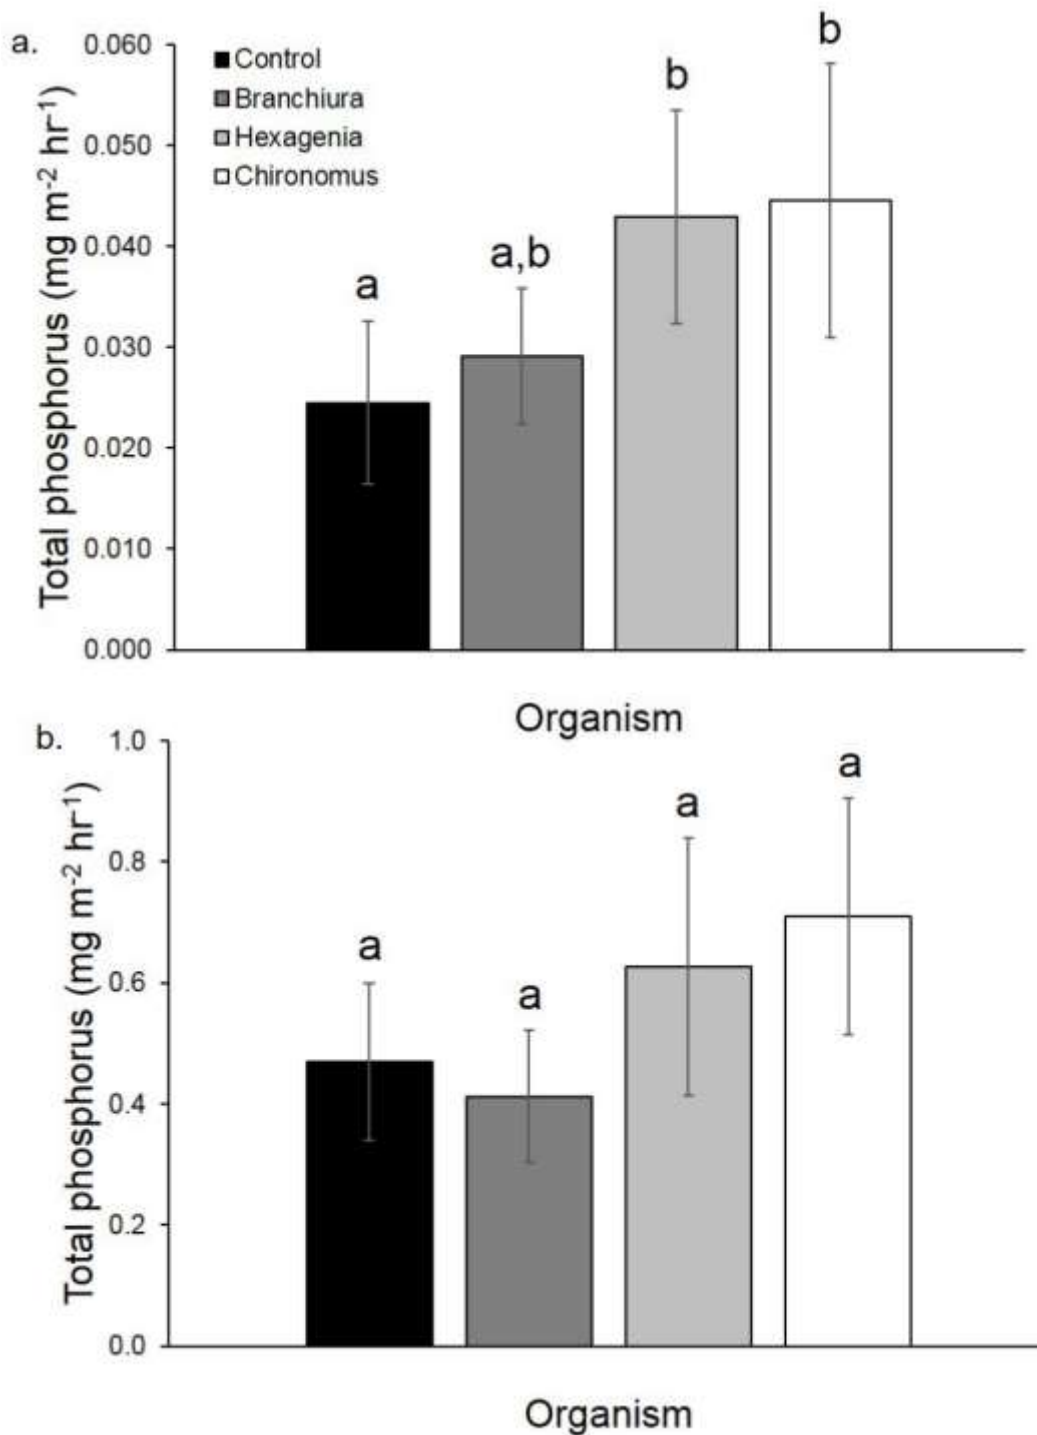 a.
Total phosphorus (mg m⁻² hr⁻¹)
0.060
0.050
0.040
0.030
0.020
0.010
0.000
Control
Branchiura
Hexagenia
Chironomus
a
a,b
b
b
Organism
b.
Total phosphorus (mg m⁻² hr⁻¹)
1.0
0.8
0.6
0.4
0.2
0.0
a
a
a
a
Organism